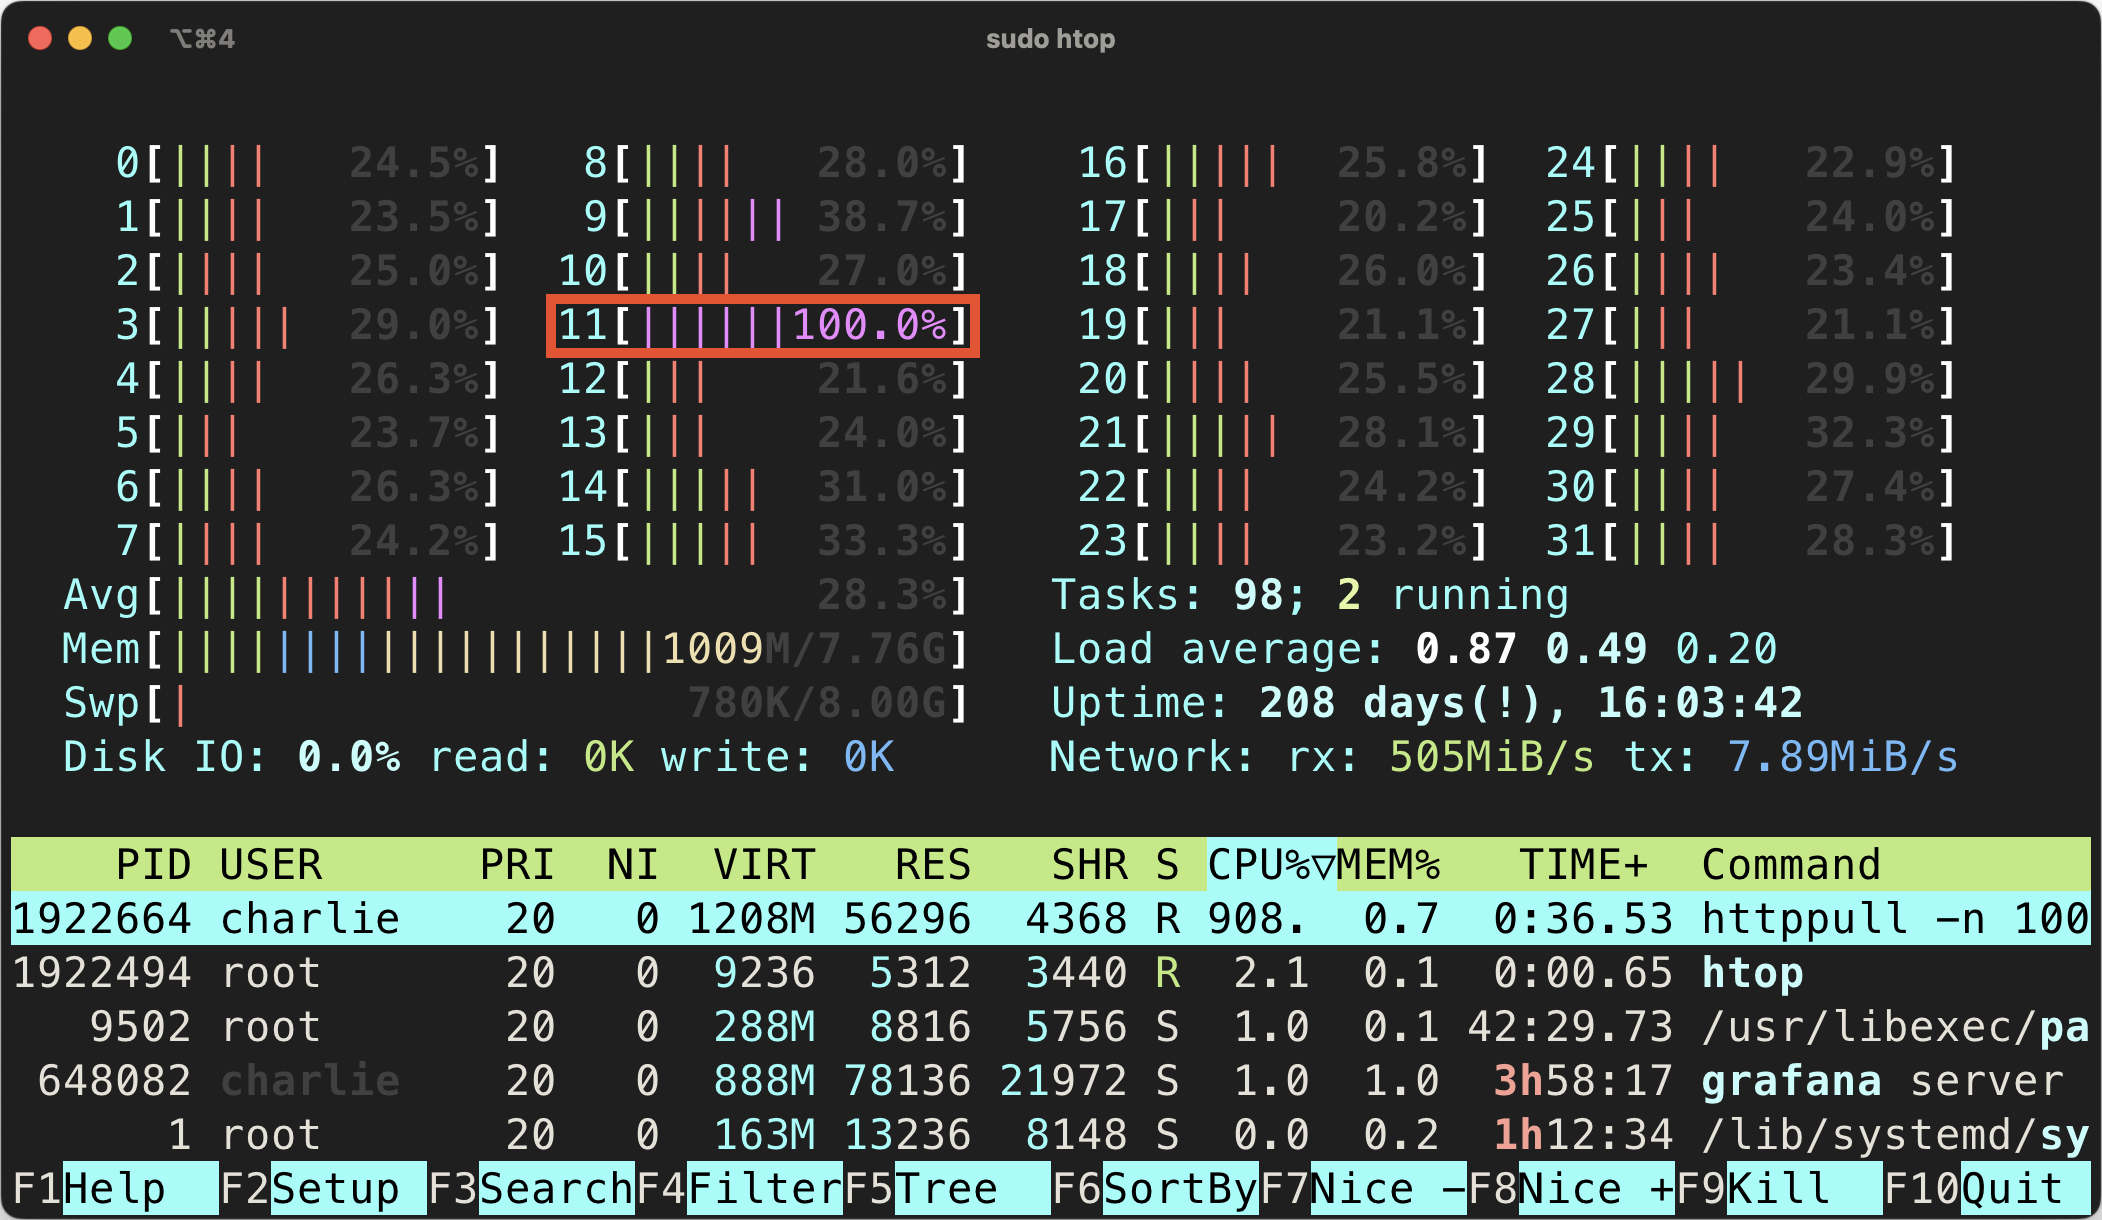 ⌥⌘4 sudo htop
0[|||| 24.5%] 8[|||| 28.0%] 16[||||| 25.8%] 24[|||| 22.9%]
1[|||| 23.5%] 9[|||||| 38.7%] 17[||| 20.2%] 25[||| 24.0%]
2[|||| 25.0%] 10[|||| 27.0%] 18[|||| 26.0%] 26[|||| 23.4%]
3[||||| 29.0%] 11[||||||100.0%] 19[||| 21.1%] 27[||| 21.1%]
4[|||| 26.3%] 12[||| 21.6%] 20[|||| 25.5%] 28[||||| 29.9%]
5[||| 23.7%] 13[||| 24.0%] 21[||||| 28.1%] 29[|||| 32.3%]
6[|||| 26.3%] 14[||||| 31.0%] 22[|||| 24.2%] 30[|||| 27.4%]
7[|||| 24.2%] 15[||||| 33.3%] 23[|||| 23.2%] 31[|||| 28.3%]
Avg[||||||||||| 28.3%] Tasks: 98; 2 running
Mem[|||||||||||||||||||1009M/7.76G] Load average: 0.87 0.49 0.20
Swp[| 780K/8.00G] Uptime: 208 days(!), 16:03:42
Disk IO: 0.0% read: 0K write: 0K Network: rx: 505MiB/s tx: 7.89MiB/s
PID USER PRI NI VIRT RES SHR S CPU%▽MEM% TIME+ Command
1922664 charlie 20 0 1208M 56296 4368 R 908. 0.7 0:36.53 httppull -n 100
1922494 root 20 0 9236 5312 3440 R 2.1 0.1 0:00.65 htop
9502 root 20 0 288M 8816 5756 S 1.0 0.1 42:29.73 /usr/libexec/pa
648082 charlie 20 0 888M 78136 21972 S 1.0 1.0 3h58:17 grafana server
1 root 20 0 163M 13236 8148 S 0.0 0.2 1h12:34 /lib/systemd/sy
F1Help F2Setup F3SearchF4FilterF5Tree F6SortByF7Nice -F8Nice +F9Kill F10Quit